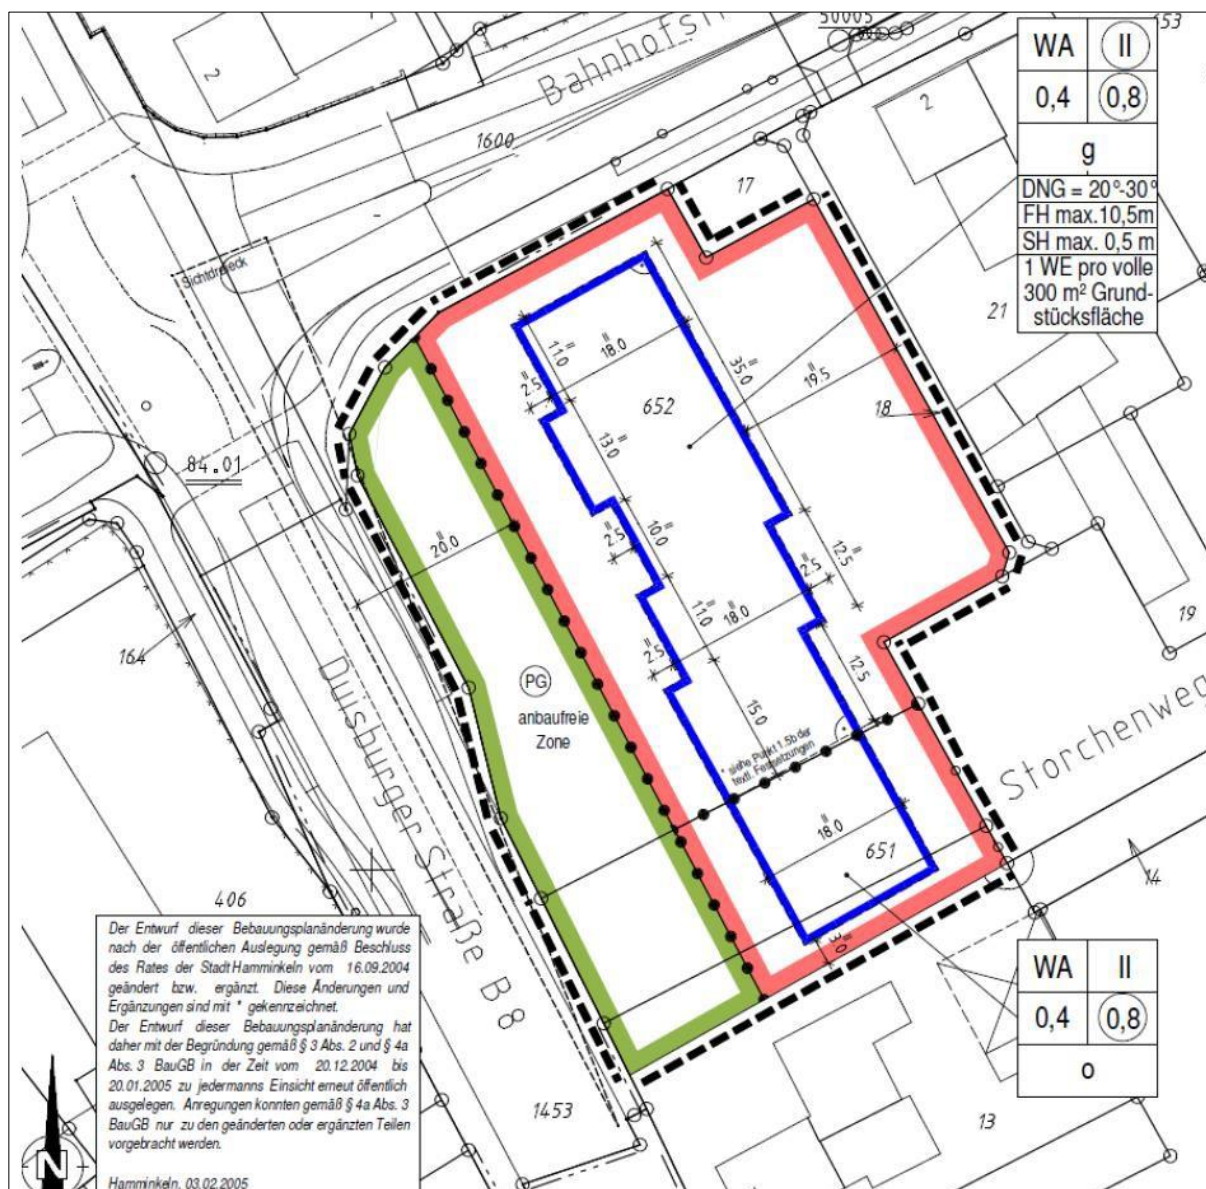 50005
653
Bahnhofs
2
1600
17
2
WA II
0,4 0,8
g
DNG = 20°-30°
FH max.10,5m
SH max. 0,5 m
1 WE pro volle
300 m² Grund-
stücksfläche
Sichtdreieck
21
11.0
18.0
2.5
35.0
19.5
652
18
13.0
84.01
20.0
2.5
10.0
12.5
2.5
11.0
18.0
2.5
12.5
15.0
164
19
PG
anbaufreie
Zone
* siehe Punkt 1.5b der
textl. Festsetzungen
Duisburger Straße B8
Storchenweg
18.0
651
14
3.0
406
Der Entwurf dieser Bebauungsplanänderung wurde
nach der öffentlichen Auslegung gemäß Beschluss
des Rates der Stadt Hamminkeln vom 16.09.2004
geändert bzw. ergänzt. Diese Änderungen und
Ergänzungen sind mit * gekennzeichnet.
Der Entwurf dieser Bebauungsplanänderung hat
daher mit der Begründung gemäß § 3 Abs. 2 und § 4a
Abs. 3 BauGB in der Zeit vom 20.12.2004 bis
20.01.2005 zu jedermanns Einsicht erneut öffentlich
ausgelegen. Anregungen konnten gemäß § 4a Abs. 3
BauGB nur zu den geänderten oder ergänzten Teilen
vorgebracht werden.
Hamminkeln, 03.02.2005
WA II
0,4 0,8
o
1453
13
N